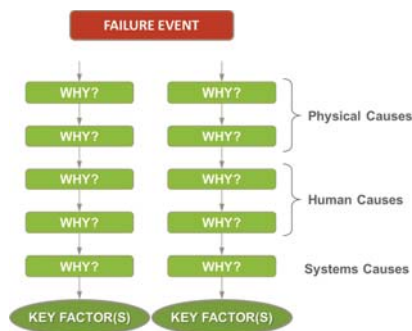 FAILURE EVENT
WHY? WHY?
Physical Causes
WHY? WHY?
WHY? WHY?
Human Causes
WHY? WHY?
WHY? WHY? Systems Causes
KEY FACTOR(S) KEY FACTOR(S)